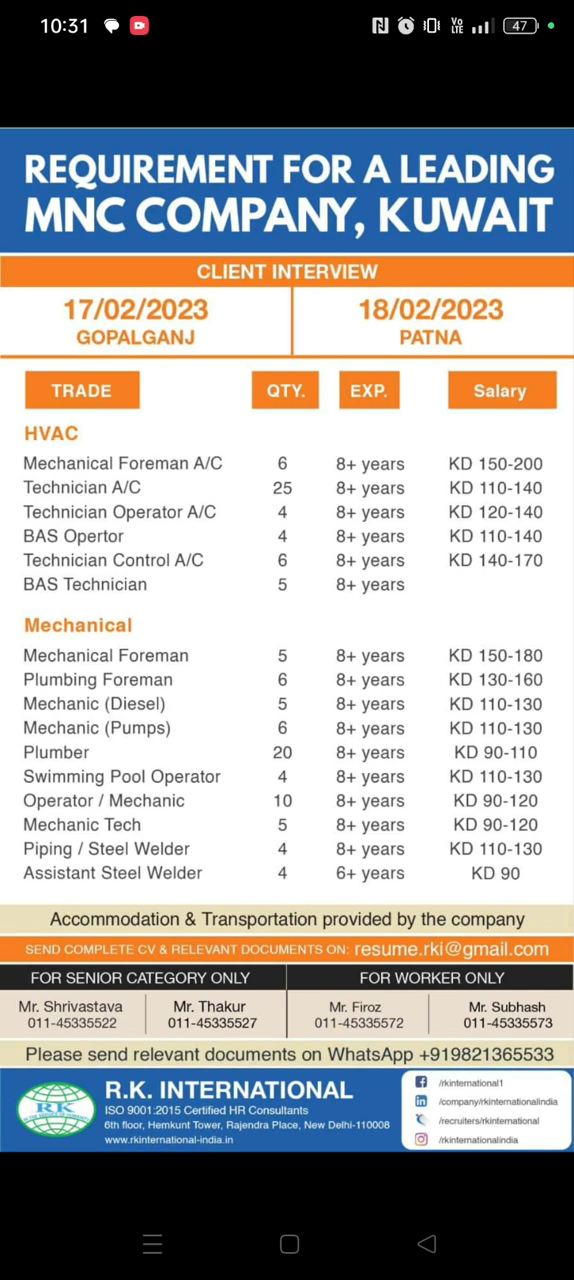 10:31
Vo LTE 47
REQUIREMENT FOR A LEADING
MNC COMPANY, KUWAIT
CLIENT INTERVIEW
17/02/2023 18/02/2023
GOPALGANJ PATNA
TRADE QTY. EXP. Salary
HVAC
Mechanical Foreman A/C 6 8+ years KD 150-200
Technician A/C 25 8+ years KD 110-140
Technician Operator A/C 4 8+ years KD 120-140
BAS Opertor 4 8+ years KD 110-140
Technician Control A/C 6 8+ years KD 140-170
BAS Technician 5 8+ years
Mechanical
Mechanical Foreman 5 8+ years KD 150-180
Plumbing Foreman 6 8+ years KD 130-160
Mechanic (Diesel) 5 8+ years KD 110-130
Mechanic (Pumps) 6 8+ years KD 110-130
Plumber 20 8+ years KD 90-110
Swimming Pool Operator 4 8+ years KD 110-130
Operator / Mechanic 10 8+ years KD 90-120
Mechanic Tech 5 8+ years KD 90-120
Piping / Steel Welder 4 8+ years KD 110-130
Assistant Steel Welder 4 6+ years KD 90
Accommodation & Transportation provided by the company
SEND COMPLETE CV & RELEVANT DOCUMENTS ON: resume.rki@gmail.com
FOR SENIOR CATEGORY ONLY FOR WORKER ONLY
Mr. Shrivastava Mr. Thakur Mr. Firoz Mr. Subhash
011-45335522 011-45335527 011-45335572 011-45335573
Please send relevant documents on WhatsApp +919821365533
RK
R.K. INTERNATIONAL
ISO 9001:2015 Certified HR Consultants
6th floor, Hemkunt Tower, Rajendra Place, New Delhi-110008
www.rkinternational-india.in
/rkinternational1
/company/rkinternationalindia
/recruiters/rkinternational
/rkinternationalindia